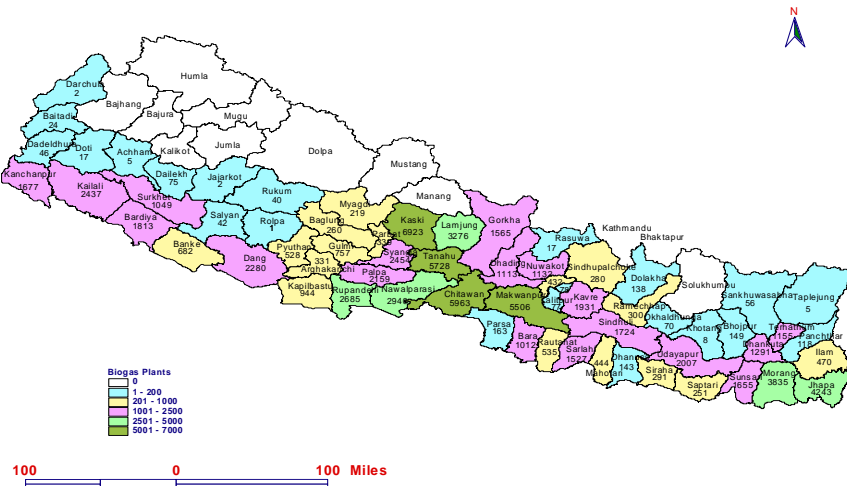 N
Humla
Darchula
2
Bajhang
Bajura
Mugu
Baitadi
24
Dadeldhura
46
Doti
17
Achham
5
Kalikot
Jumla
Dolpa
Mustang
Kanchanpur
1677
Kailali
2437
Dailekh
75
Jajarkot
2
Surkhet
1049
Rukum
40
Manang
Bardiya
1813
Salyan
42
Rolpa
1
Myagdi
219
Baglung
260
Kaski
6923
Lamjung
3276
Gorkha
1565
Banke
682
Dang
2280
Pyuthan
528
Gulmi
757
331
Arghakanchi
Syangja
2454
Tanahu
5728
Dhading
1113
Rasuwa
17
Kathmandu
Bhaktapur
Nuwakot
Sindhupalchok
280
Dolakha
138
Solukhumbu
Sankhuwasabha
56
Taplejung
5
Kapilbastu
944
Palpa
2159
Rupandehi
2685
Nawalparasi
2948
Chitawan
5963
Makwanpur
5506
432
Lalitpur
Kavre
1931
Ramechhap
300
Okhaldhunga
70
Khotang
8
Bhojpur
149
Terhathum
1155
Panchthar
118
Parsa
163
Bara
1012
Rautahat
535
Sarlahi
1527
Sindhuli
1724
Dhankuta
1291
Ilam
470
444
Mahotari
Dhanusa
143
Siraha
291
Udayapur
2007
Saptari
251
Sunsari
1655
Morang
3835
Jhapa
4243
Biogas Plants
0
1 - 200
201 - 1000
1001 - 2500
2501 - 5000
5001 - 7000
100 0 100 Miles